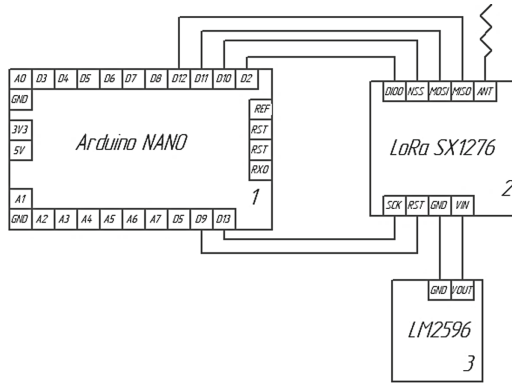 A0 D3 D4 D5 D6 D7 D8 D12 D11 D10 D2
GND
3V3
5V
A1
GND A2 A3 A4 A5 A6 A7 D5 D9 D13
REF
RST
RST
RX0
Arduino NANO
1
DIO0 NSS MOSI MISO ANT
LoRa SX1276
2
SCK RST GND VIN
GND VOUT
LM2596
3